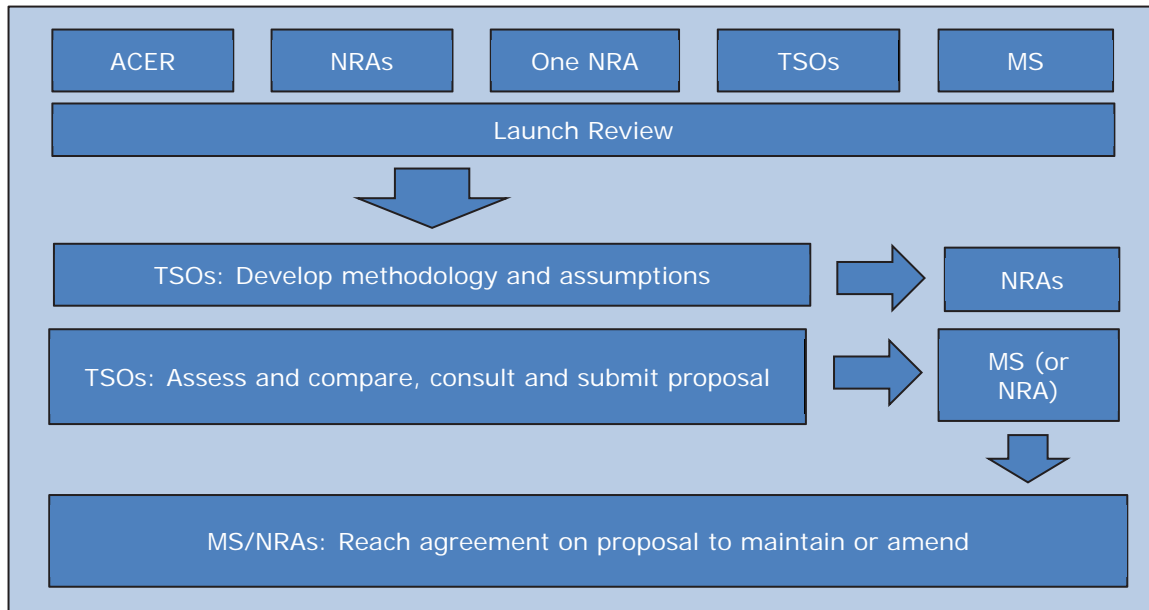 ACER
NRAs
One NRA
TSOs
MS
Launch Review
TSOs: Develop methodology and assumptions
NRAs
TSOs: Assess and compare, consult and submit proposal
MS (or
NRA)
MS/NRAs: Reach agreement on proposal to maintain or amend